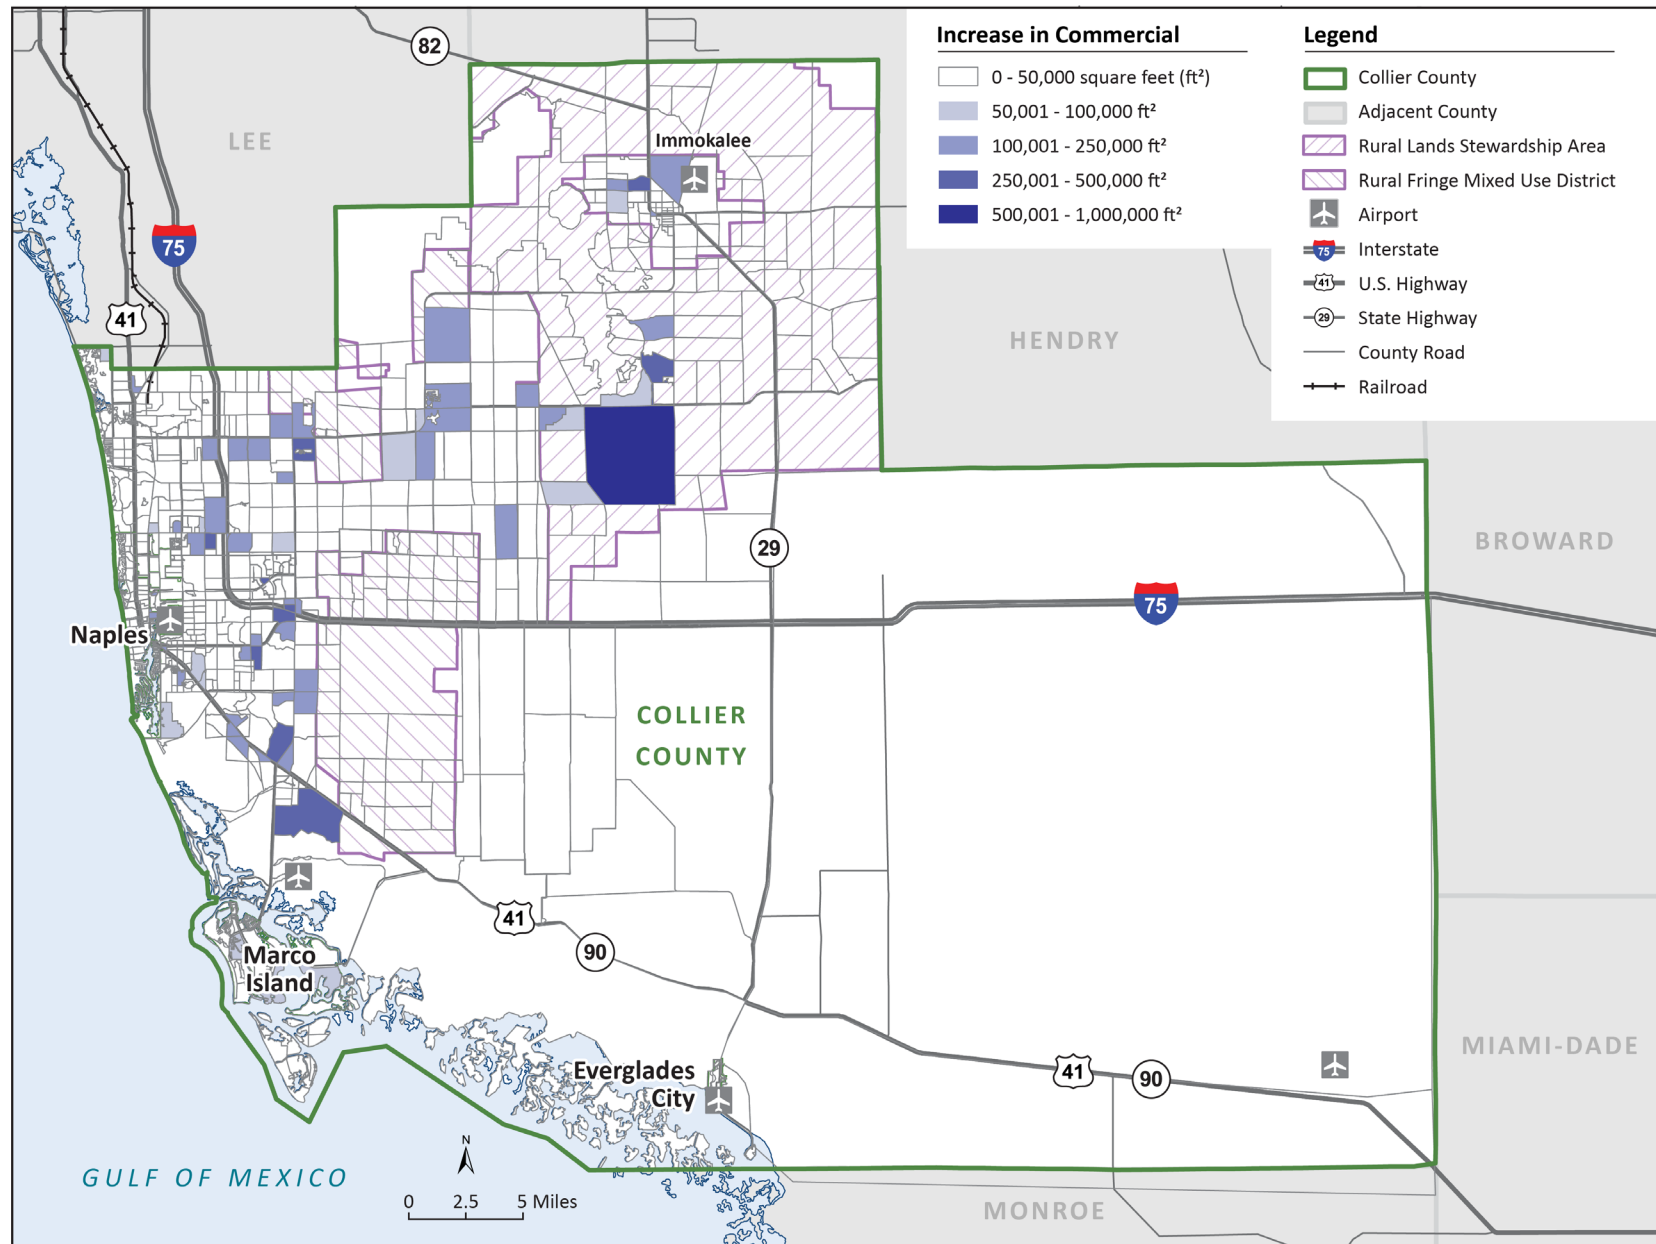 82
Increase in Commercial
0 - 50,000 square feet (ft²)
50,001 - 100,000 ft²
100,001 - 250,000 ft²
250,001 - 500,000 ft²
500,001 - 1,000,000 ft²
Legend
Collier County
Adjacent County
Rural Lands Stewardship Area
Rural Fringe Mixed Use District
Airport
75
Interstate
41
U.S. Highway
29
State Highway
County Road
Railroad
LEE
Immokalee
75
41
HENDRY
BROWARD
29
75
Naples
COLLIER
COUNTY
41
90
Marco
Island
MIAMI-DADE
Everglades
City
41
90
N
GULF OF MEXICO
0 2.5 5 Miles
MONROE